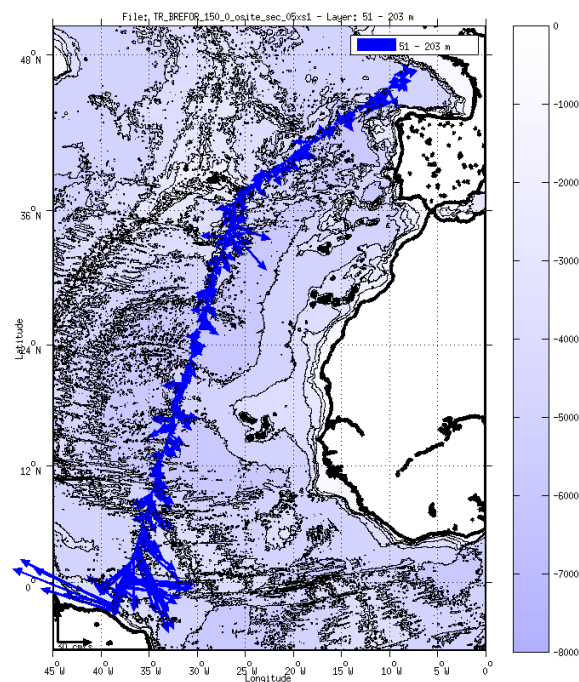 File: TR_BREFOR_150_0_osite_sec_05xs1 - Layer: 51 - 203 m
51 - 203 m
48° N
36° N
24° N
12° N
0°
Latitude
30 cm/s
45° W
40° W
35° W
30° W
25° W
20° W
15° W
10° W
5° W
0°
Longitude
0
-1000
-2000
-3000
-4000
-5000
-6000
-7000
-8000